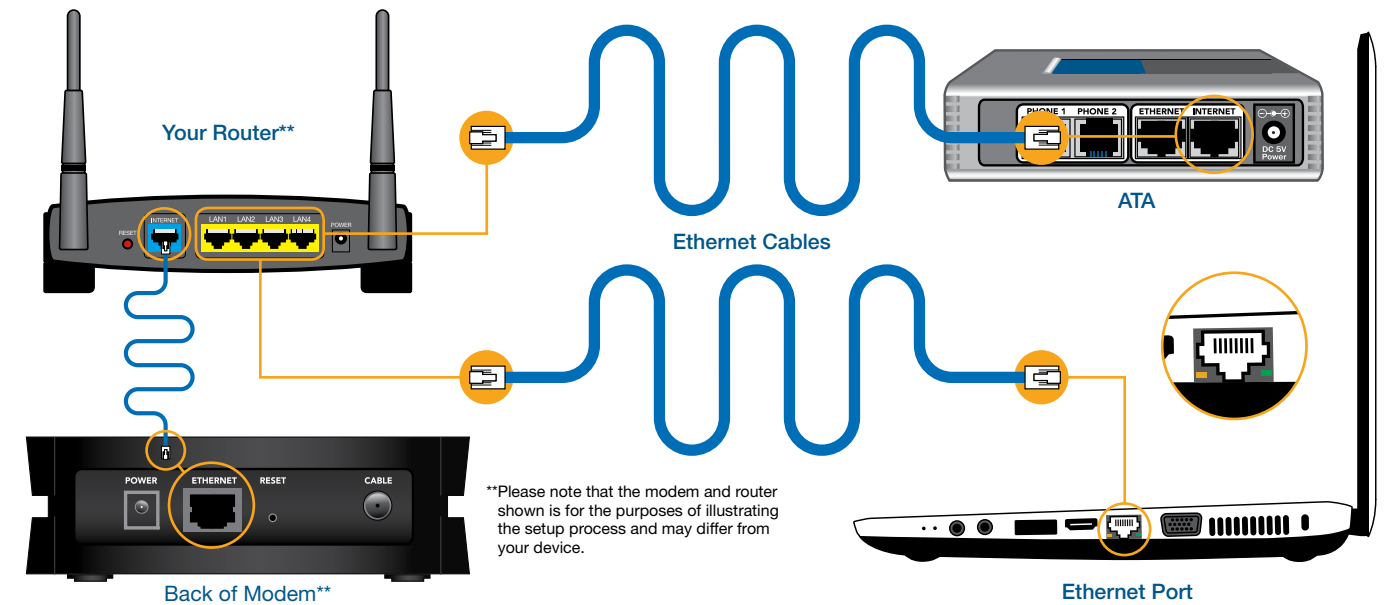 Your Router**
RESET
INTERNET
LAN1 LAN2 LAN3 LAN4
POWER
PHONE 1 PHONE 2 ETHERNET INTERNET
DC 5V
Power
ATA
Ethernet Cables
POWER ETHERNET RESET CABLE
Back of Modem**
**Please note that the modem and router
shown is for the purposes of illustrating
the setup process and may differ from
your device.
Ethernet Port